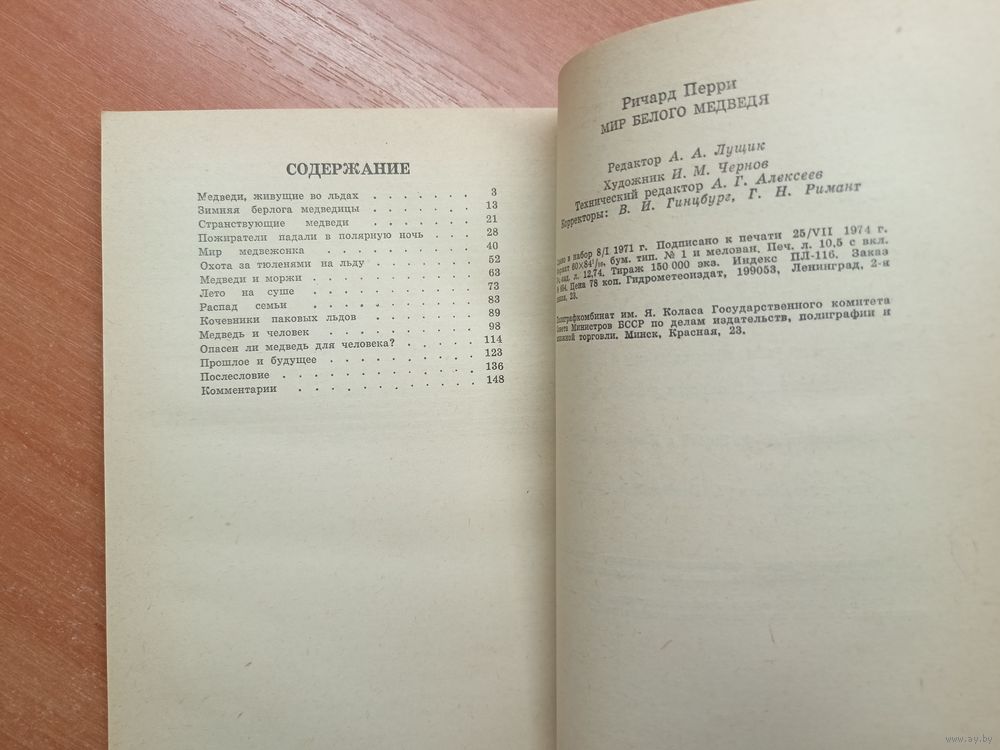 СОДЕРЖАНИЕ
Медведи, живущие во льдах . . . . . . . 3
Зимняя берлога медведицы . . . . . . . 13
Странствующие медведи . . . . . . . 21
Пожиратели падали в полярную ночь . . . . 28
Мир медвежонка . . . . . . . . . . 40
Охота за тюленями на льду . . . . . . . 52
Медведи и моржи . . . . . . . . . . 63
Лето на суше . . . . . . . . . . . 73
Распад семьи . . . . . . . . . . . 83
Кочевники паковых льдов . . . . . . . 89
Медведь и человек . . . . . . . . . . 98
Опасен ли медведь для человека? . . . . . 114
Прошлое и будущее . . . . . . . . . 123
Послесловие . . . . . . . . . . . 136
Комментарии . . . . . . . . . . . 148
Ричард Перри
МИР БЕЛОГО МЕДВЕДЯ
Редактор А. А. Лущик
Художник И. М. Чернов
Технический редактор А. Г. Алексеев
Корректоры: В. И. Гинцбург, Г. Н. Римант
в набор 8/I 1971 г. Подписано к печати 25/VII 1974 г.
60×84¹/₁₆, бум. тип. № 1 и мелован. Печ. л. 10,5 с вкл.
л. 12,74. Тираж 150 000 экз. Индекс ПЛ-116. Заказ
Цена 78 коп. Гидрометеоиздат, 199053, Ленинград, 2-я
23.
им. Я. Коласа Государственного комитета
Министров БССР по делам издательств, полиграфии и
торговли. Минск, Красная, 23.
www.ay.by